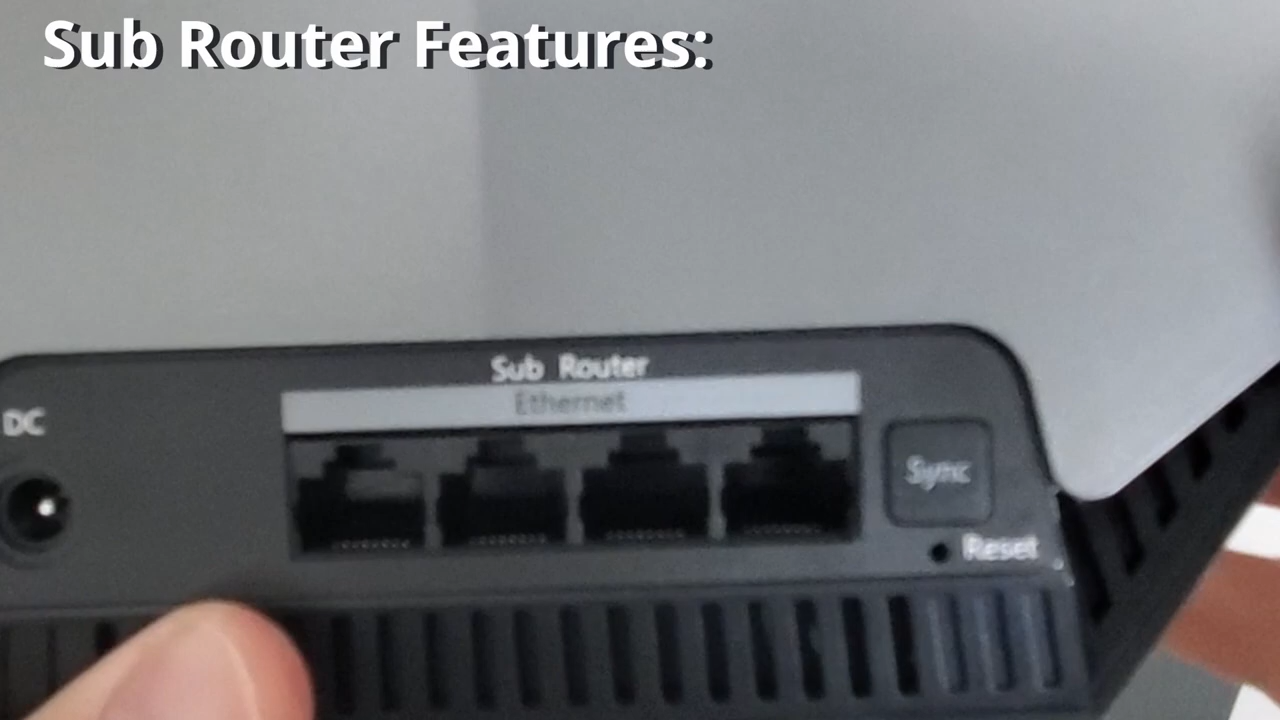 Sub Router Features:
Sub Router
Ethernet
DC
Sync
Reset